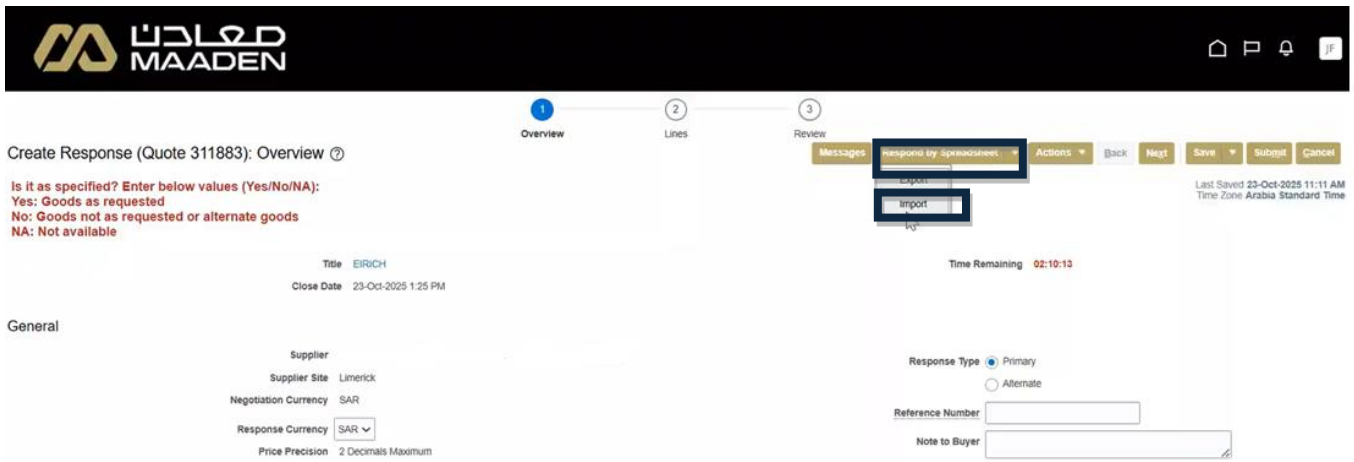 معادن
MAADEN
JF
1 2 3
Overview Lines Review
Create Response (Quote 311883): Overview ?
Messages Respond by Spreadsheet Actions Back Next Save Submit Cancel
Export
Import
Last Saved 23-Oct-2025 11:11 AM
Time Zone Arabia Standard Time
Is it as specified? Enter below values (Yes/No/NA):
Yes: Goods as requested
No: Goods not as requested or alternate goods
NA: Not available
Title EIRICH
Time Remaining 02:10:13
Close Date 23-Oct-2025 1:25 PM
General
Supplier
Supplier Site Limerick
Negotiation Currency SAR
Response Currency SAR
Price Precision 2 Decimals Maximum
Response Type Primary
Alternate
Reference Number
Note to Buyer